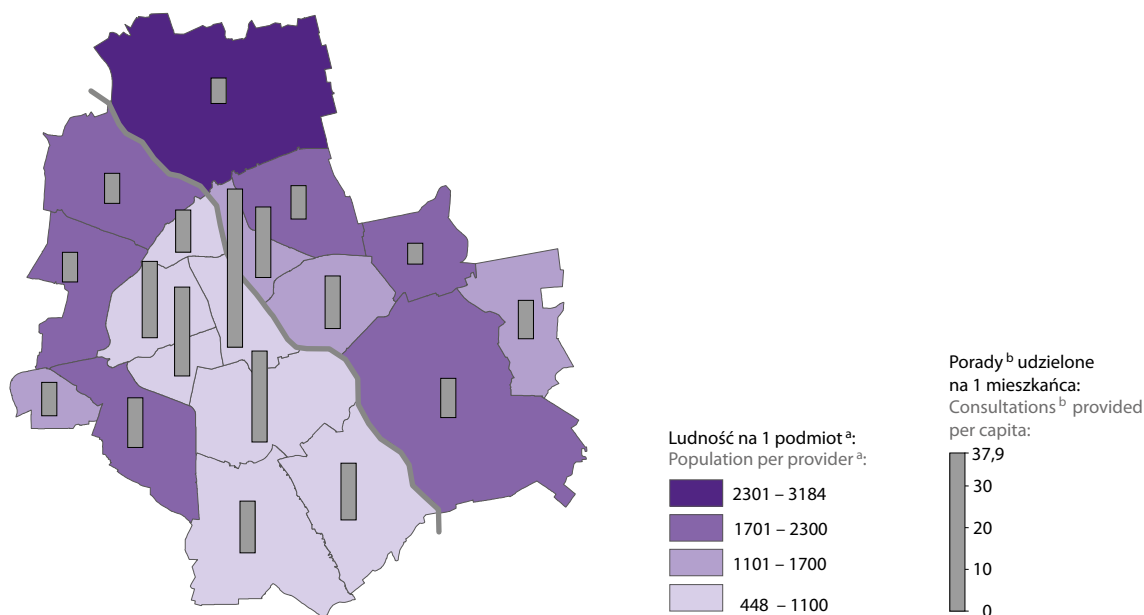 Ludność na 1 podmiot ᵃ:
Population per provider ᵃ:
2301 – 3184
1701 – 2300
1101 – 1700
448 – 1100
Porady ᵇ udzielone
na 1 mieszkańca:
Consultations ᵇ provided
per capita:
37,9
30
20
10
0